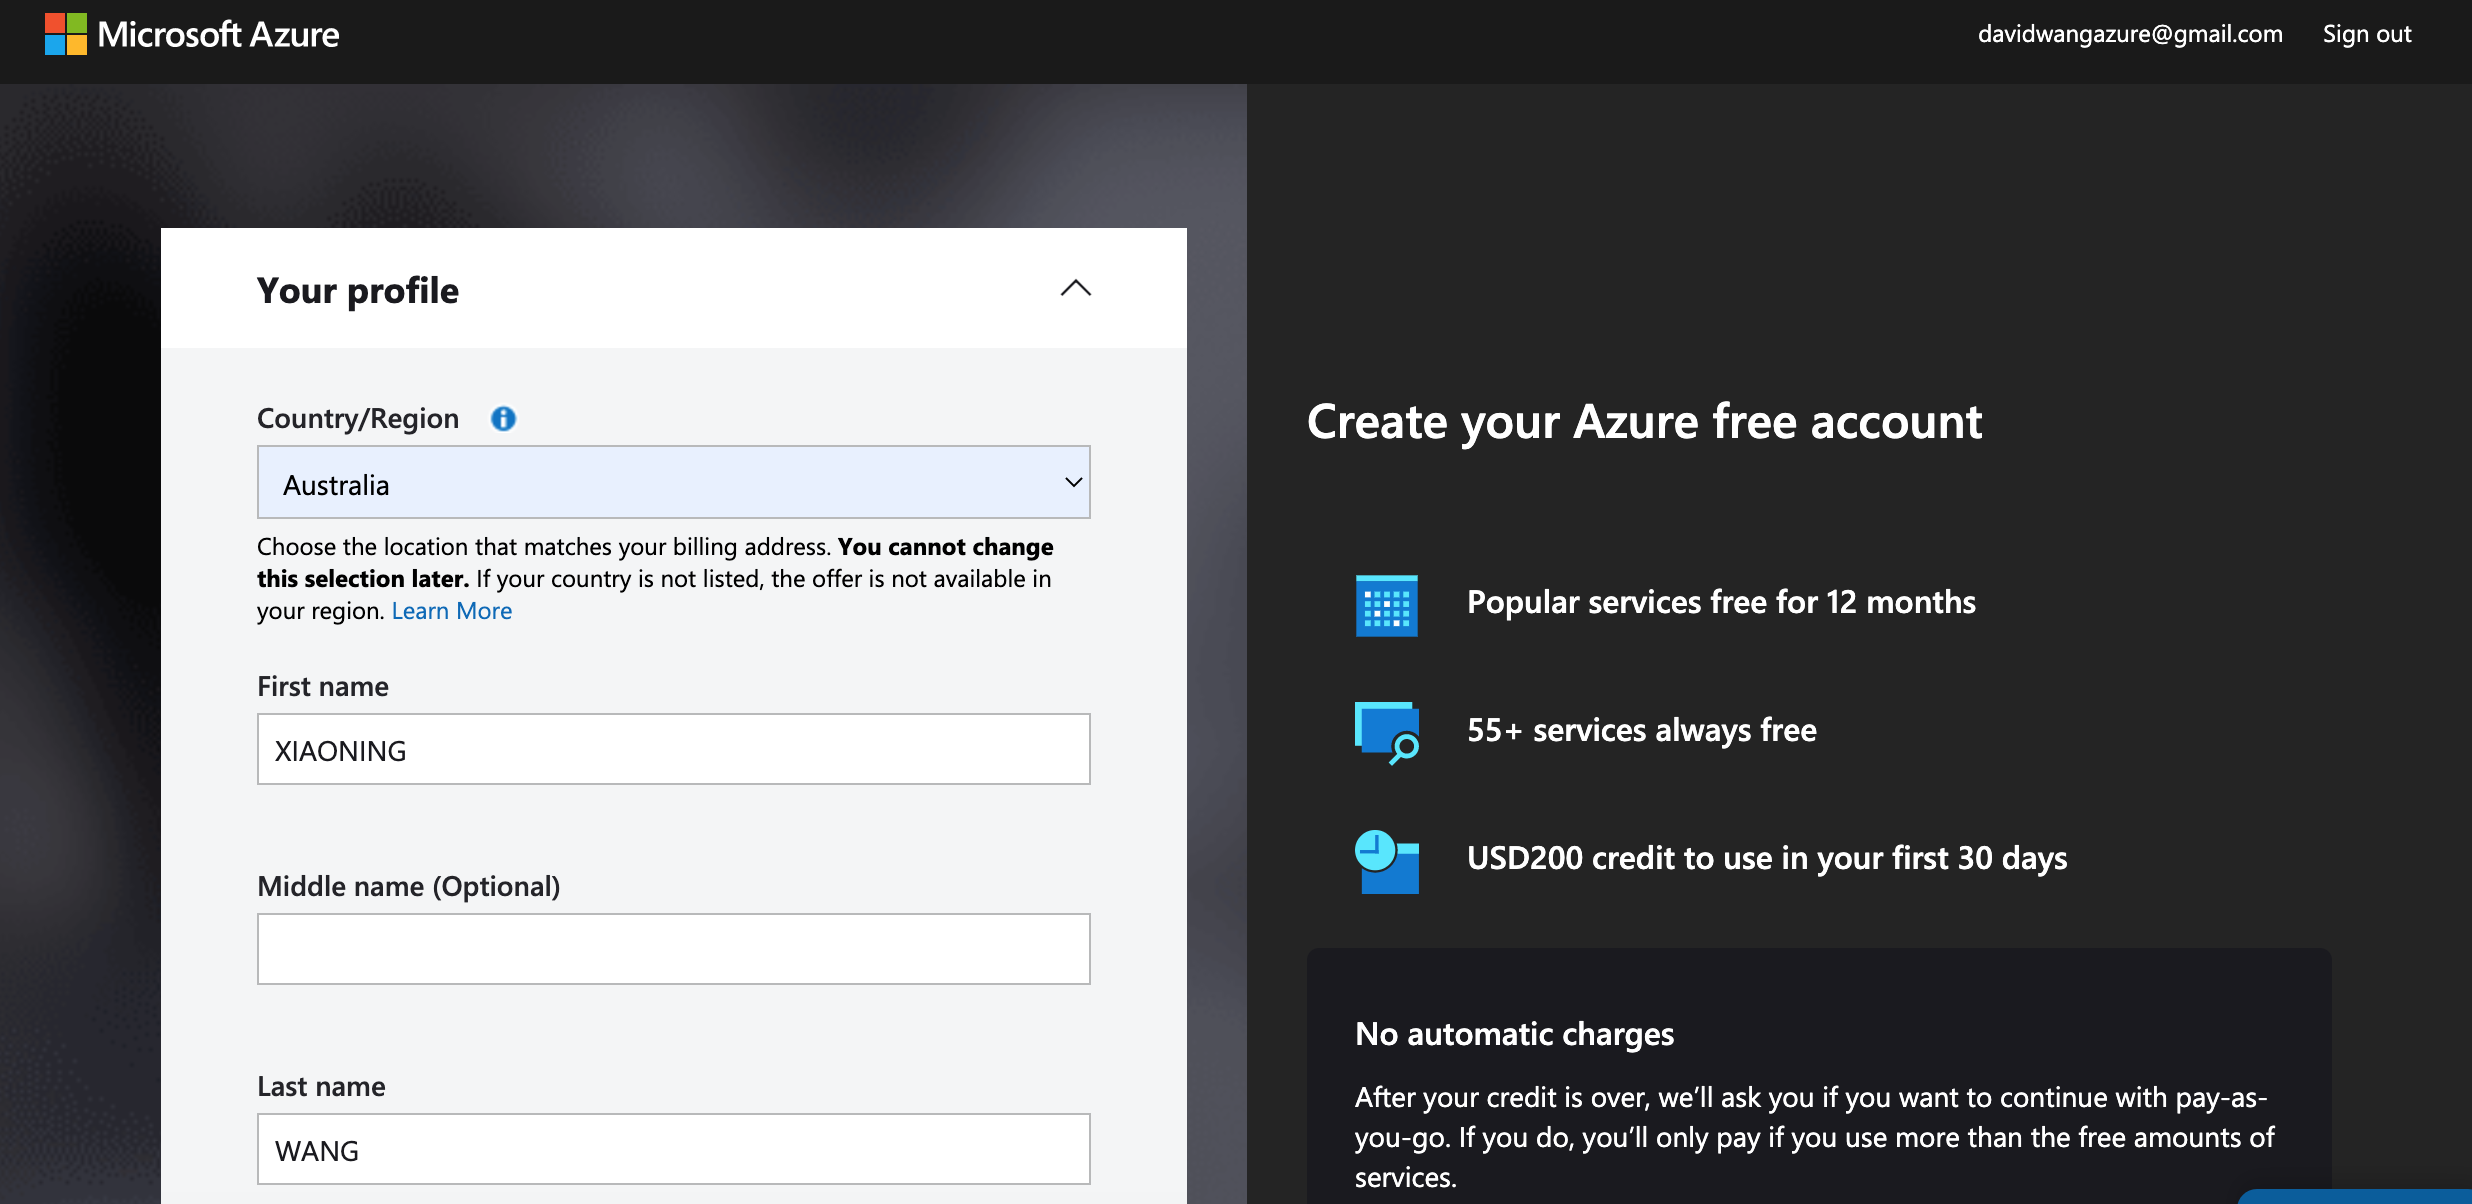 Microsoft Azure
davidwangazure@gmail.com Sign out
Your profile
Country/Region
Australia
Choose the location that matches your billing address. You cannot change
this selection later. If your country is not listed, the offer is not available in
your region. Learn More
First name
XIAONING
Middle name (Optional)
Last name
WANG
Create your Azure free account
Popular services free for 12 months
55+ services always free
USD200 credit to use in your first 30 days
No automatic charges
After your credit is over, we’ll ask you if you want to continue with pay-as-
you-go. If you do, you’ll only pay if you use more than the free amounts of
services.